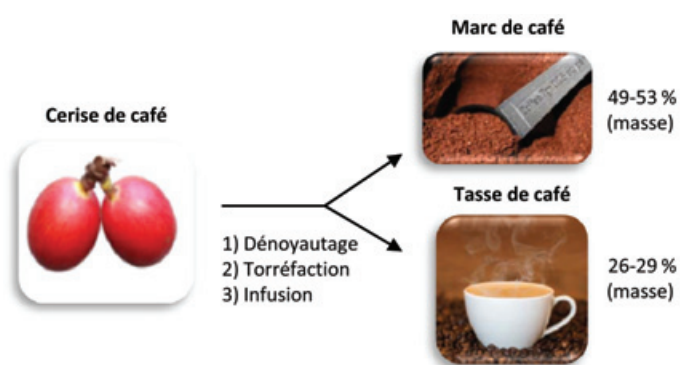 Marc de café
49-53 %
(masse)
Cerise de café
1) Dénoyautage
2) Torréfaction
3) Infusion
Tasse de café
26-29 %
(masse)